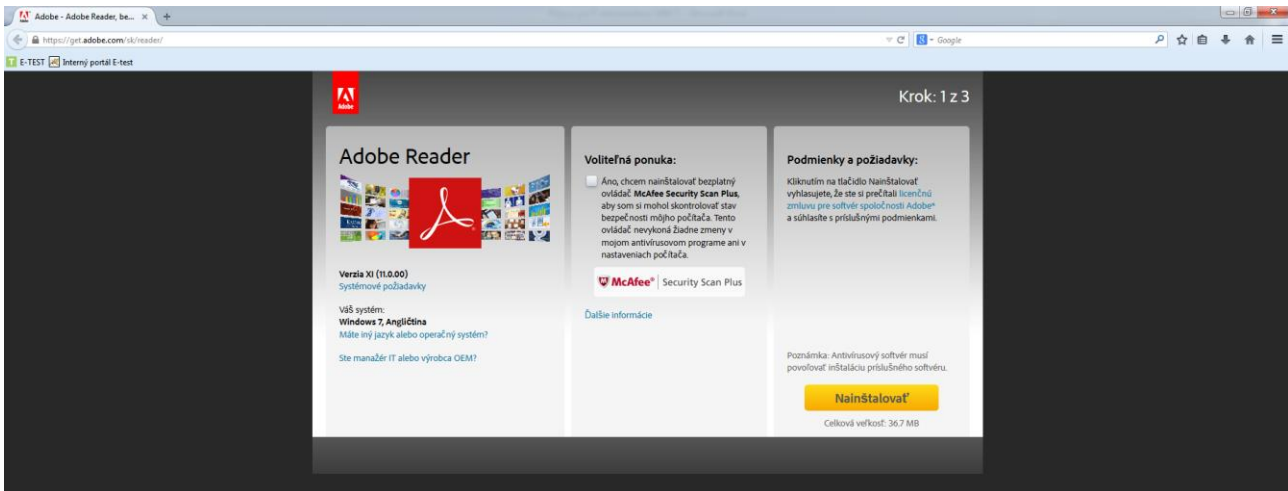 Adobe - Adobe Reader, be...
https://get.adobe.com/sk/reader/
Google
E-TEST
Interný portál E-test
Adobe
Krok: 1 z 3
Adobe Reader
Verzia XI (11.0.00)
Systémové požiadavky
Váš systém:
Windows 7, Angličtina
Máte iný jazyk alebo operačný systém?
Ste manažér IT alebo výrobca OEM?
Voliteľná ponuka:
Áno, chcem nainštalovať bezplatný
ovládač McAfee Security Scan Plus,
aby som si mohol skontrolovať stav
bezpečnosti môjho počítača. Tento
ovládač nevykoná žiadne zmeny v
mojom antivírusovom programe ani v
nastaveniach počítača.
McAfee® Security Scan Plus
Ďalšie informácie
Podmienky a požiadavky:
Kliknutím na tlačidlo Nainštalovať
vyhlasujete, že ste si prečítali licenčnú
zmluvu pre softvér spoločnosti Adobe*
a súhlasíte s príslušnými podmienkami.
Poznámka: Antivírusový softvér musí
povoľovať inštaláciu príslušného softvéru.
Nainštalovať
Celková veľkosť: 36.7 MB